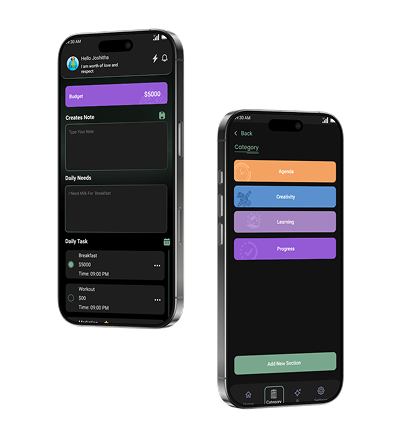 9:30 AM
Hello Joshitha
I am worth of love and
respect
Budget
$5000
Creates Note
Type Your Note
Daily Needs
I Need Milk For Breakfast
Daily Task
Breakfast
$5000
Time: 09:00 PM
Workout
$00
Time: 09:00 PM
9:30 AM
Back
Category
Agenda
Creativity
Learning
Progress
Add New Section
Category